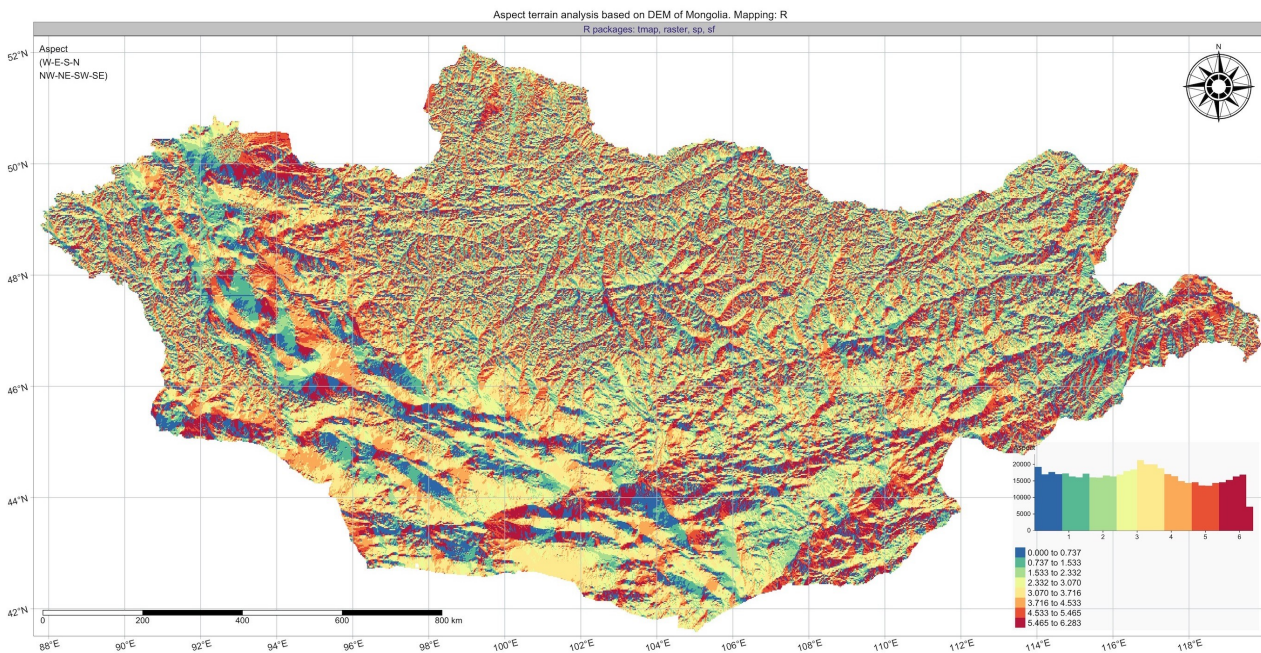 Aspect terrain analysis based on DEM of Mongolia. Mapping: R
R packages: tmap, raster, sp, sf
Aspect
(W-E-S-N
NW-NE-SW-SE)
N
52°N
50°N
48°N
46°N
44°N
42°N
20000
15000
10000
5000
0
1 2 3 4 5 6
0.000 to 0.737
0.737 to 1.533
1.533 to 2.332
2.332 to 3.070
3.070 to 3.716
3.716 to 4.533
4.533 to 5.465
5.465 to 6.283
0 200 400 600 800 km
88°E 90°E 92°E 94°E 96°E 98°E 100°E 102°E 104°E 106°E 108°E 110°E 112°E 114°E 116°E 118°E